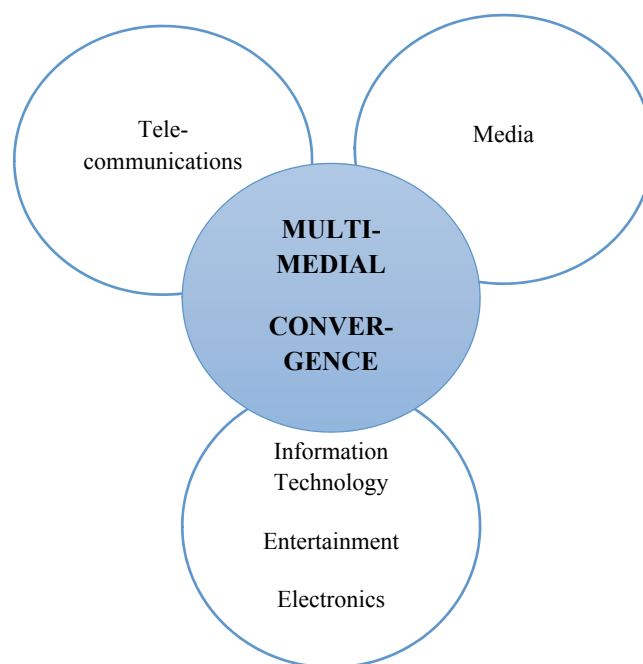 Tele-
communications
Media
MULTI-
MEDIAL
CONVER-
GENCE
Information
Technology
Entertainment
Electronics